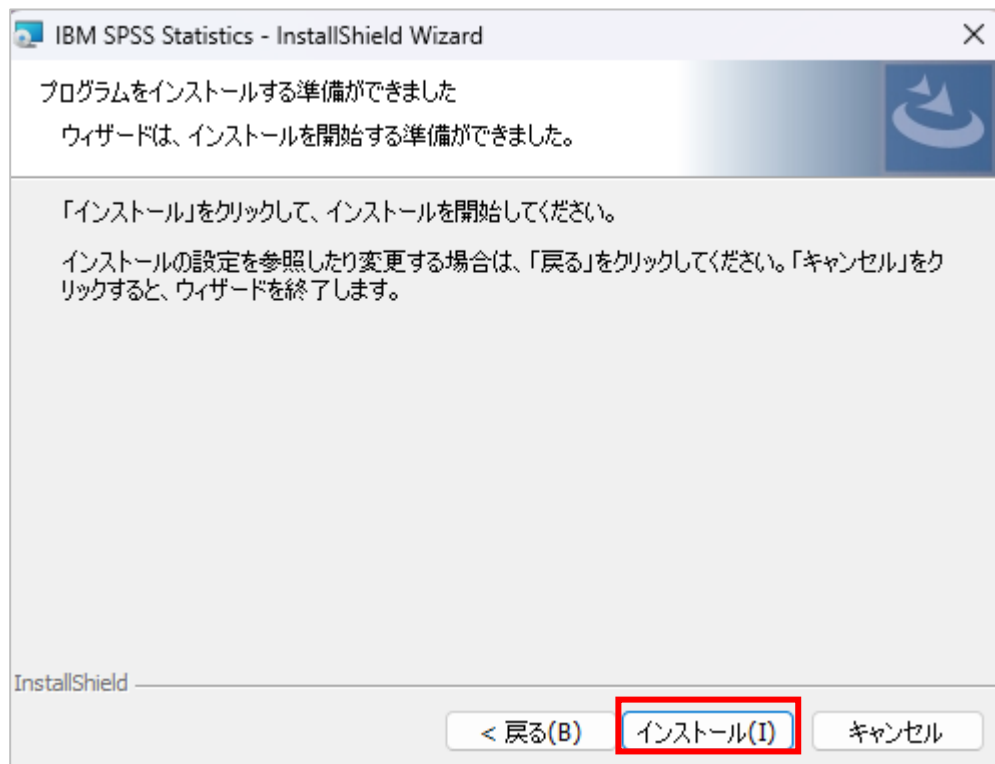 IBM SPSS Statistics - InstallShield Wizard
プログラムをインストールする準備ができました
ウィザードは、インストールを開始する準備ができました。
「インストール」をクリックして、インストールを開始してください。
インストールの設定を参照したり変更する場合は、「戻る」をクリックしてください。「キャンセル」をク
リックすると、ウィザードを終了します。
InstallShield
< 戻る(B) インストール(I) キャンセル